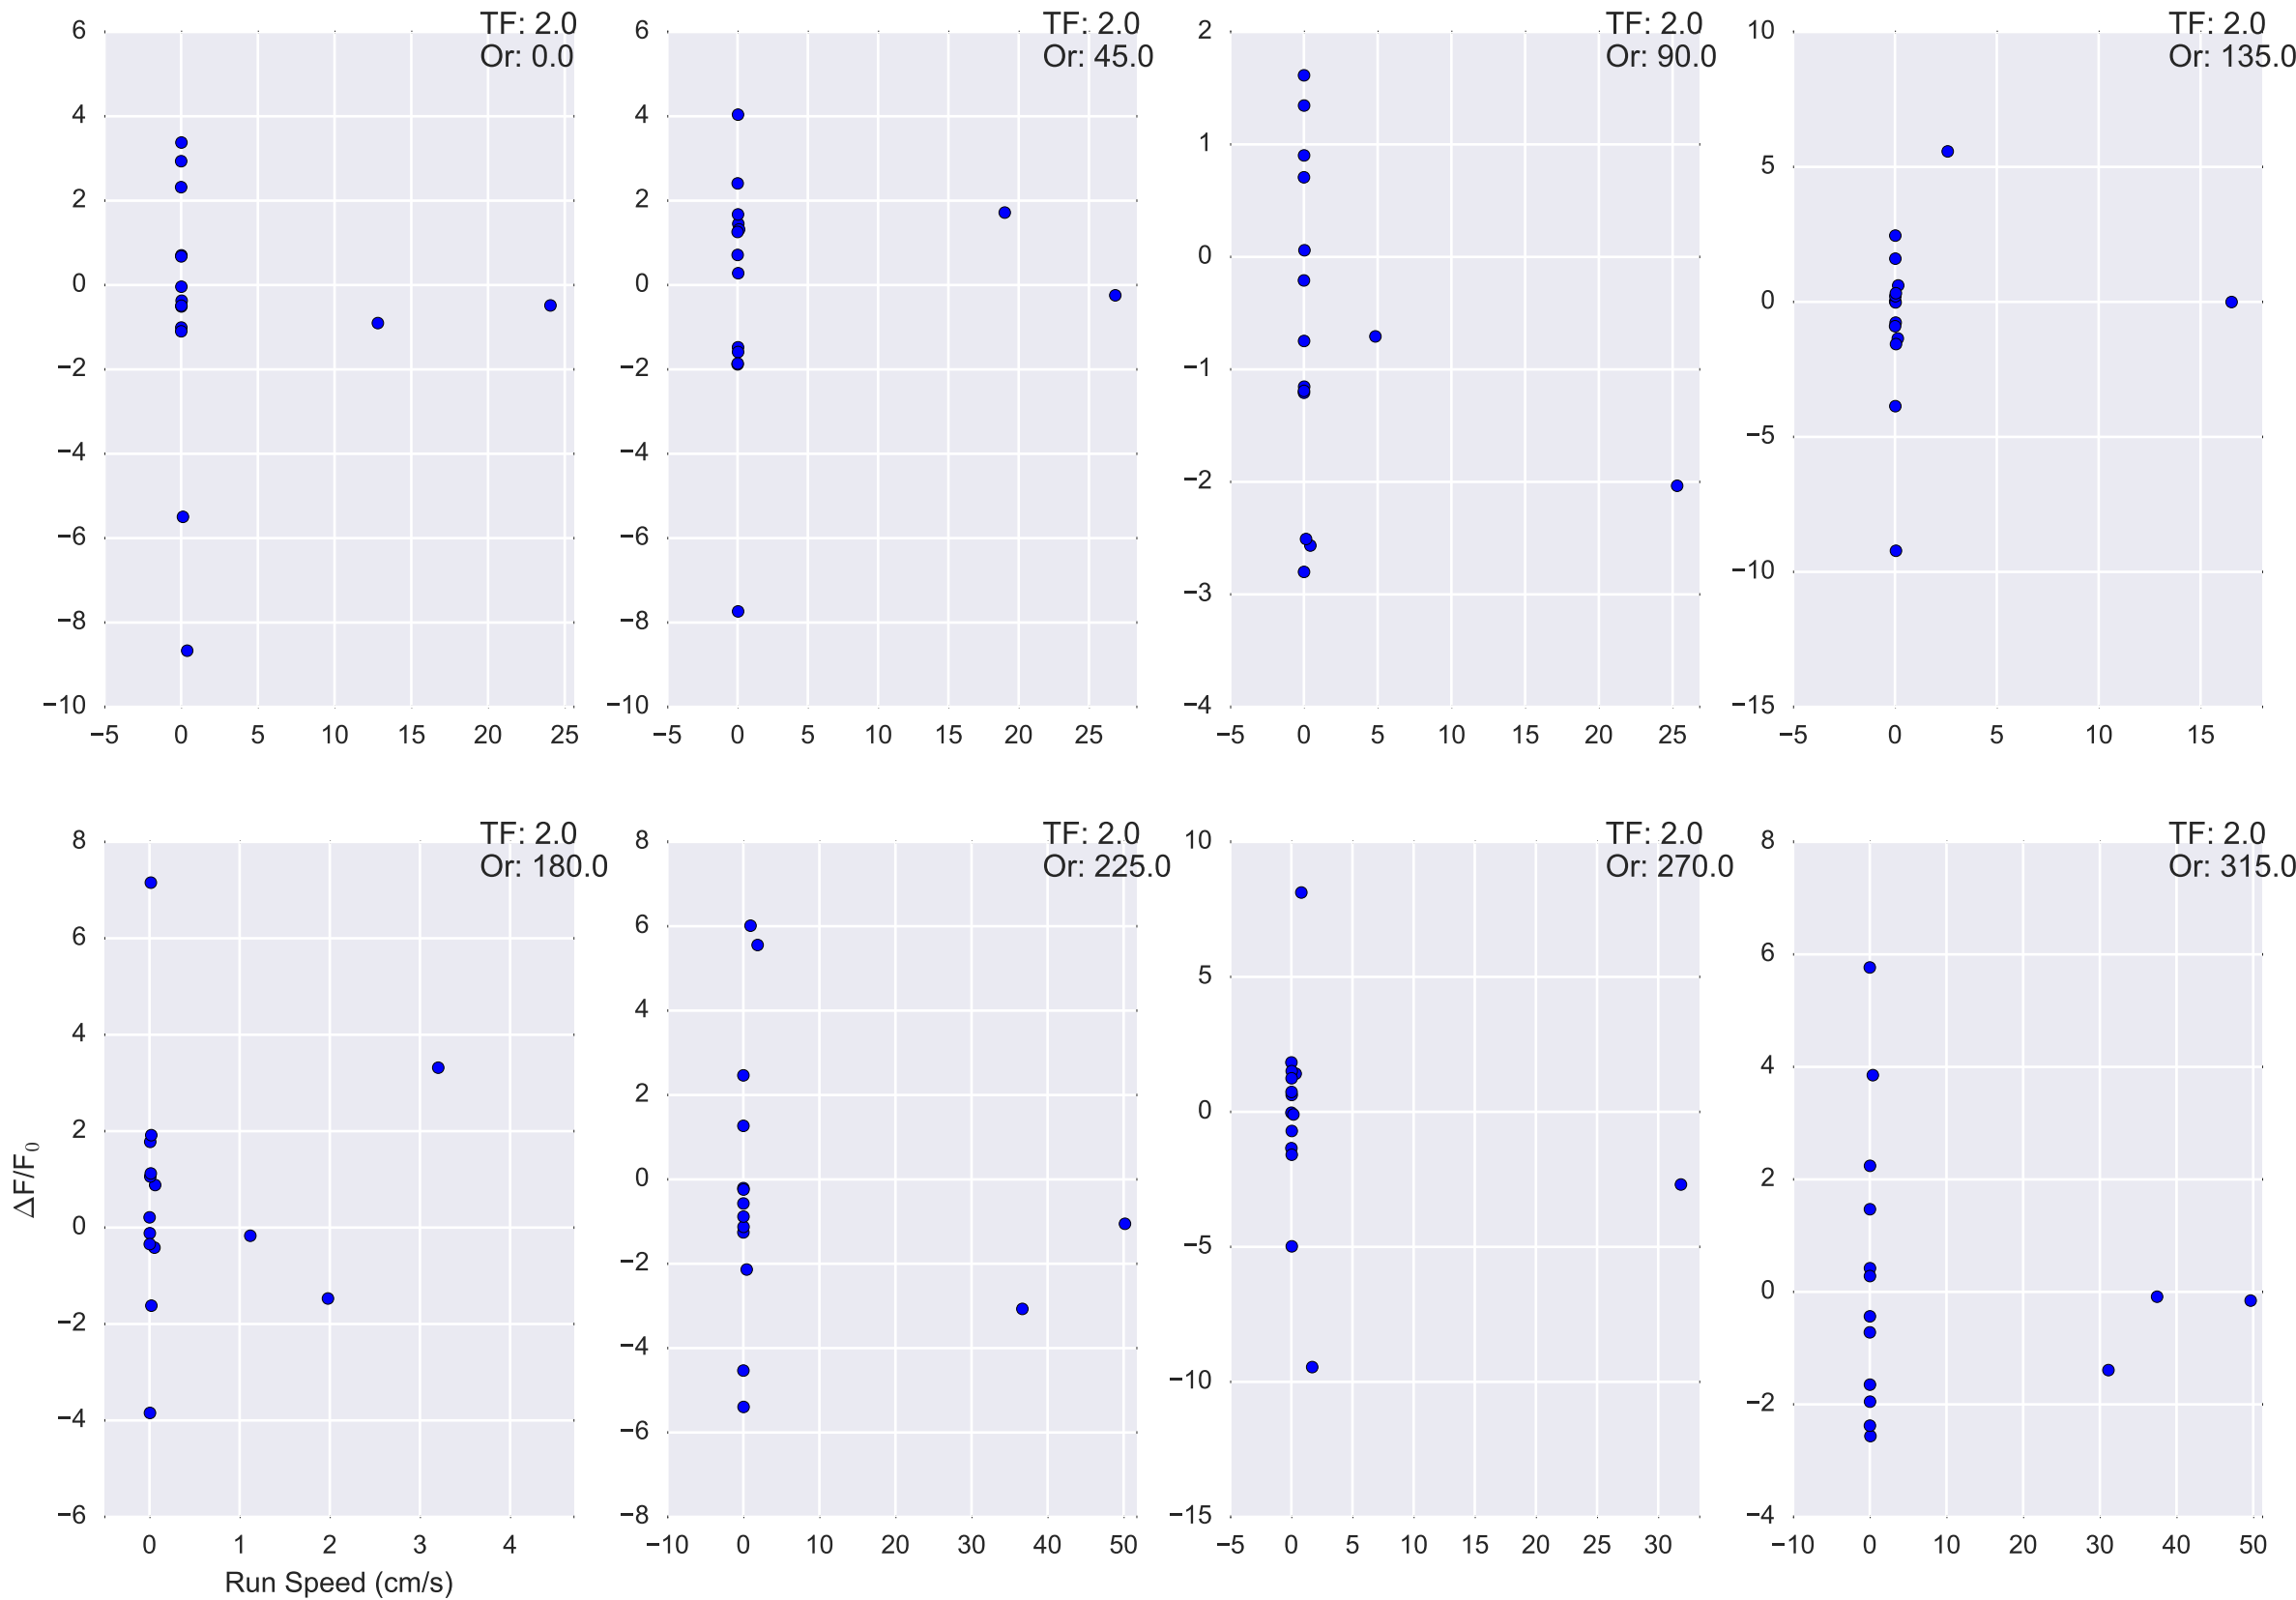 TF: 2.0
Or: 0.0
6
4
2
0
−2
−4
−6
−8
−10
−5 0 5 10 15 20 25
TF: 2.0
Or: 45.0
6
4
2
0
−2
−4
−6
−8
−10
−5 0 5 10 15 20 25
TF: 2.0
Or: 90.0
2
1
0
−1
−2
−3
−4
−5 0 5 10 15 20 25
TF: 2.0
Or: 135.0
10
5
0
−5
−10
−15
−5 0 5 10 15
TF: 2.0
Or: 180.0
8
6
4
2
0
−2
−4
−6
ΔF/F₀
0 1 2 3 4
Run Speed (cm/s)
TF: 2.0
Or: 225.0
8
6
4
2
0
−2
−4
−6
−8
−10 0 10 20 30 40 50
TF: 2.0
Or: 270.0
10
5
0
−5
−10
−15
−5 0 5 10 15 20 25 30
TF: 2.0
Or: 315.0
8
6
4
2
0
−2
−4
−10 0 10 20 30 40 50